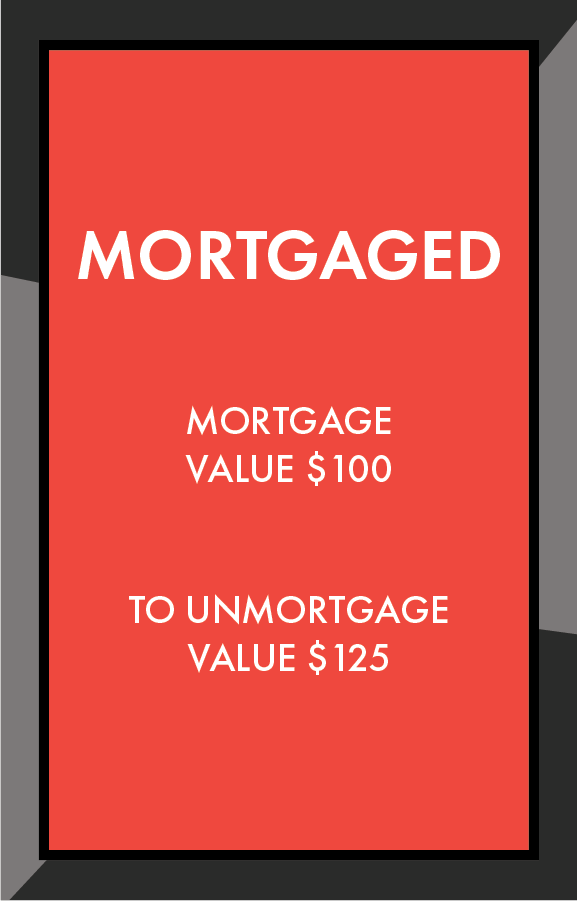 MORTGAGED
MORTGAGE
VALUE $100
TO UNMORTGAGE
VALUE $125